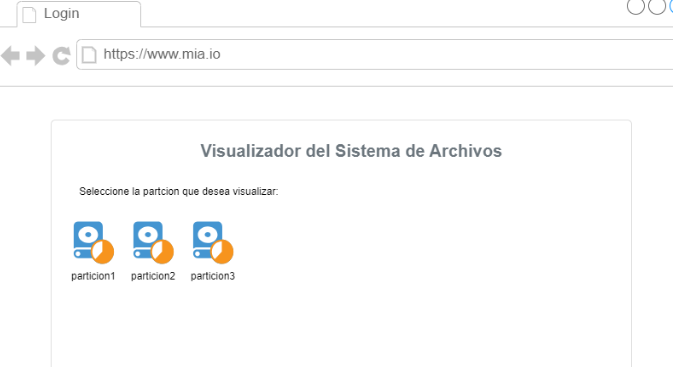 Login
https://www.mia.io
Visualizador del Sistema de Archivos
Seleccione la partcion que desea visualizar:
particion1 particion2 particion3